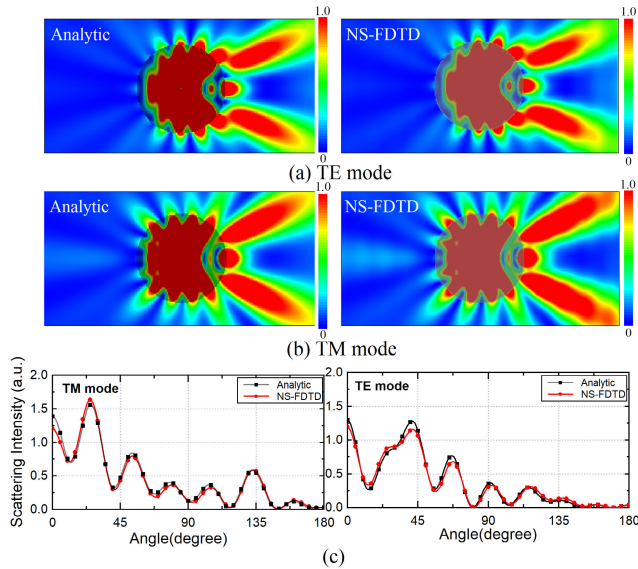 Analytic
1.0
0
NS-FDTD
1.0
0
(a) TE mode
Analytic
1.0
0
NS-FDTD
1.0
0
(b) TM mode
Scattering Intensity (a.u.)
2.0
1.5
1.0
0.5
0.0
TM mode
Analytic
NS-FDTD
0 45 90 135 180
Angle(degree)
2.0
1.5
1.0
0.5
0.0
TE mode
Analytic
NS-FDTD
0 45 90 135 180
Angle(degree)
(c)